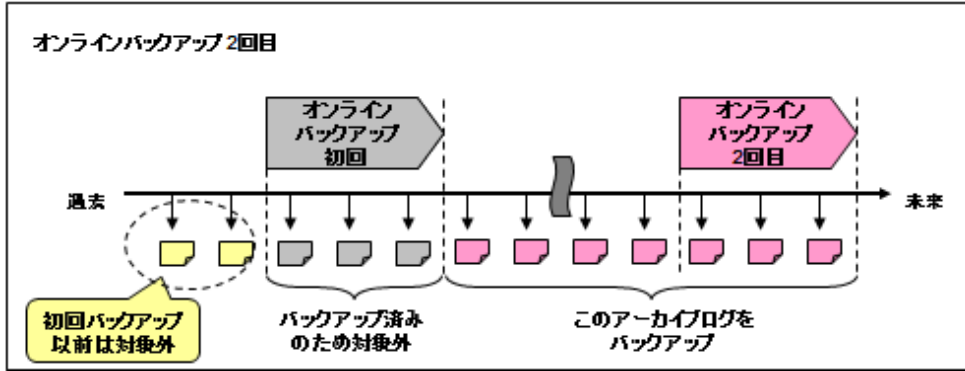 オンラインバックアップ2回目
オンライン
バックアップ
初回
オンライン
バックアップ
2回目
過去
未来
初回バックアップ
以前は対象外
バックアップ済み
のため対象外
このアーカイブログを
バックアップ